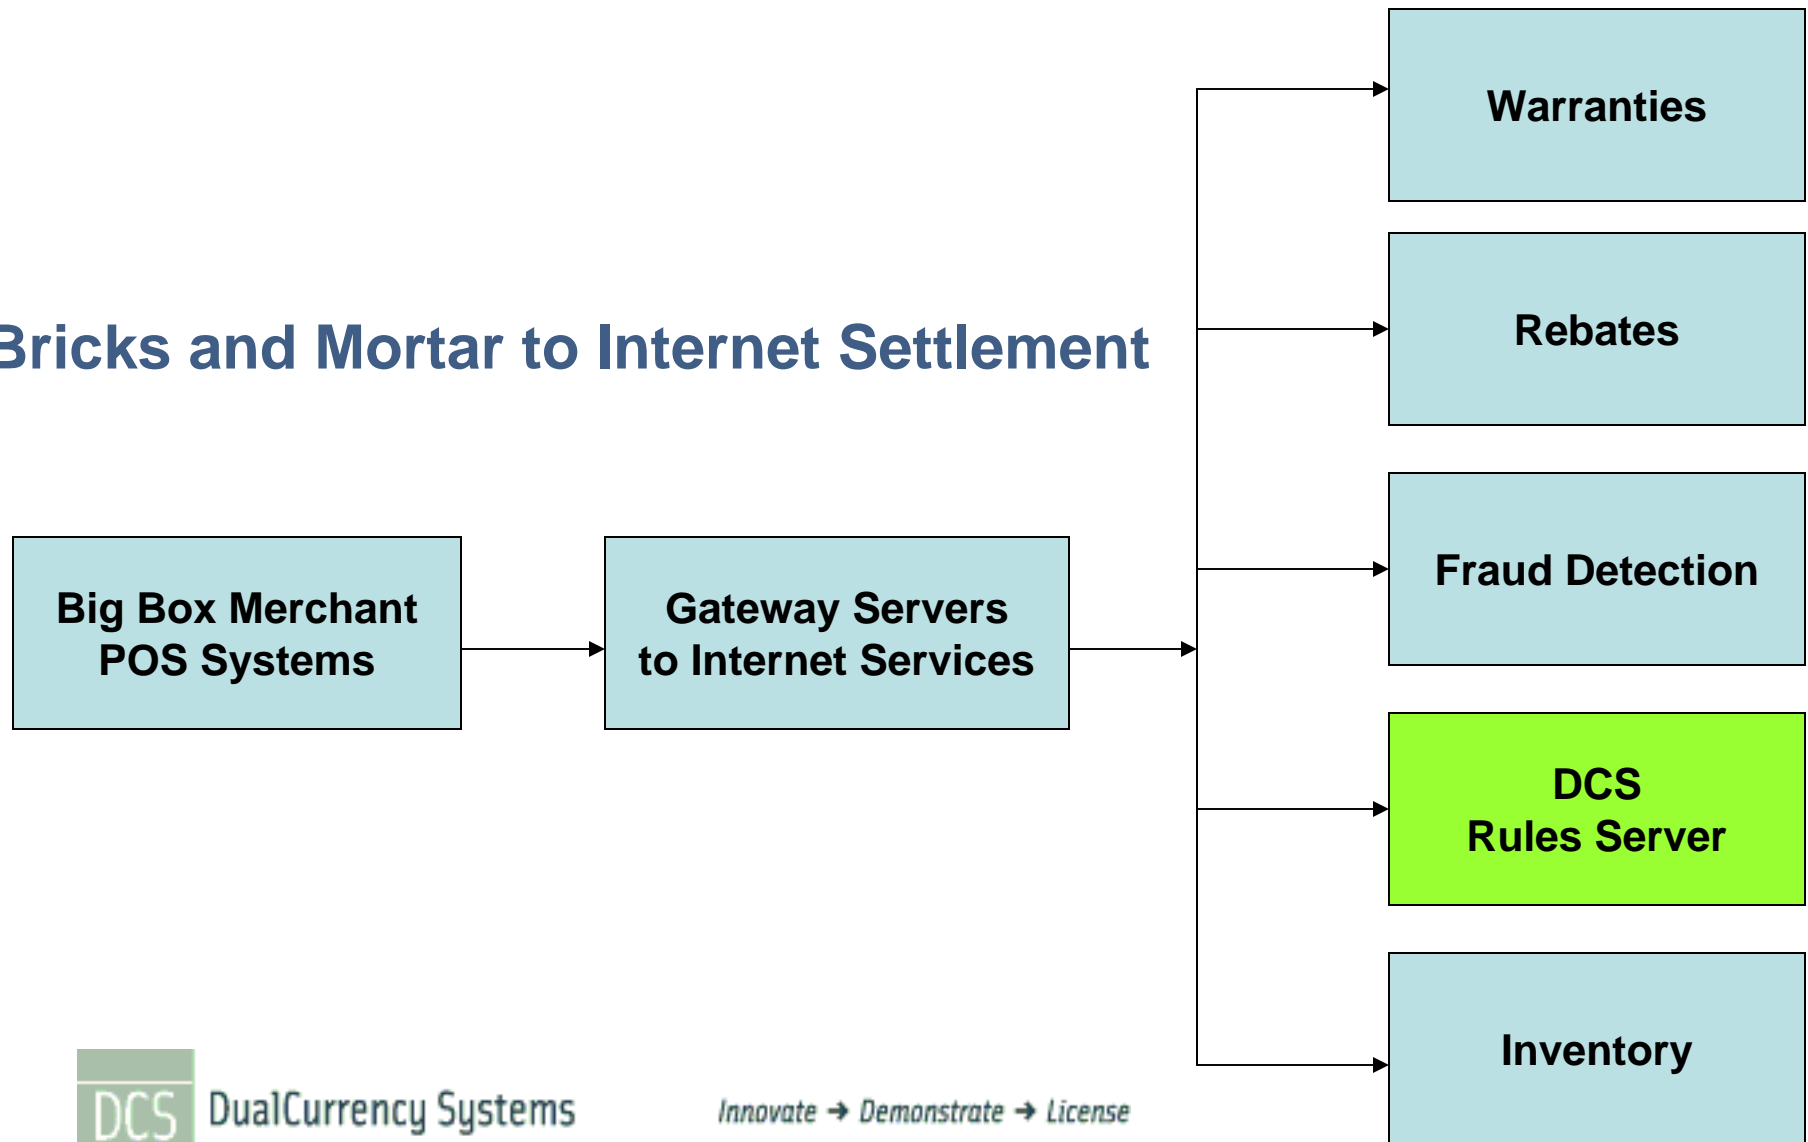 Warranties
Rebates
Bricks and Mortar to Internet Settlement
Fraud Detection
Big Box Merchant
POS Systems
Gateway Servers
to Internet Services
DCS
Rules Server
Inventory
DCS DualCurrency Systems
Innovate → Demonstrate → License